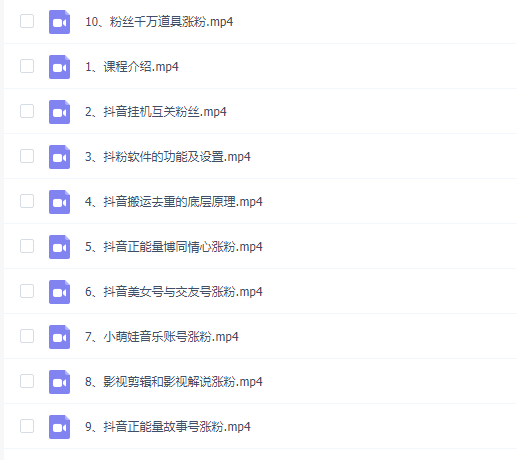 10、粉丝千万道具涨粉.mp4
1、课程介绍.mp4
2、抖音挂机互关粉丝.mp4
3、抖粉软件的功能及设置.mp4
4、抖音搬运去重的底层原理.mp4
5、抖音正能量博同情心涨粉.mp4
6、抖音美女号与交友号涨粉.mp4
7、小萌娃音乐账号涨粉.mp4
8、影视剪辑和影视解说涨粉.mp4
9、抖音正能量故事号涨粉.mp4